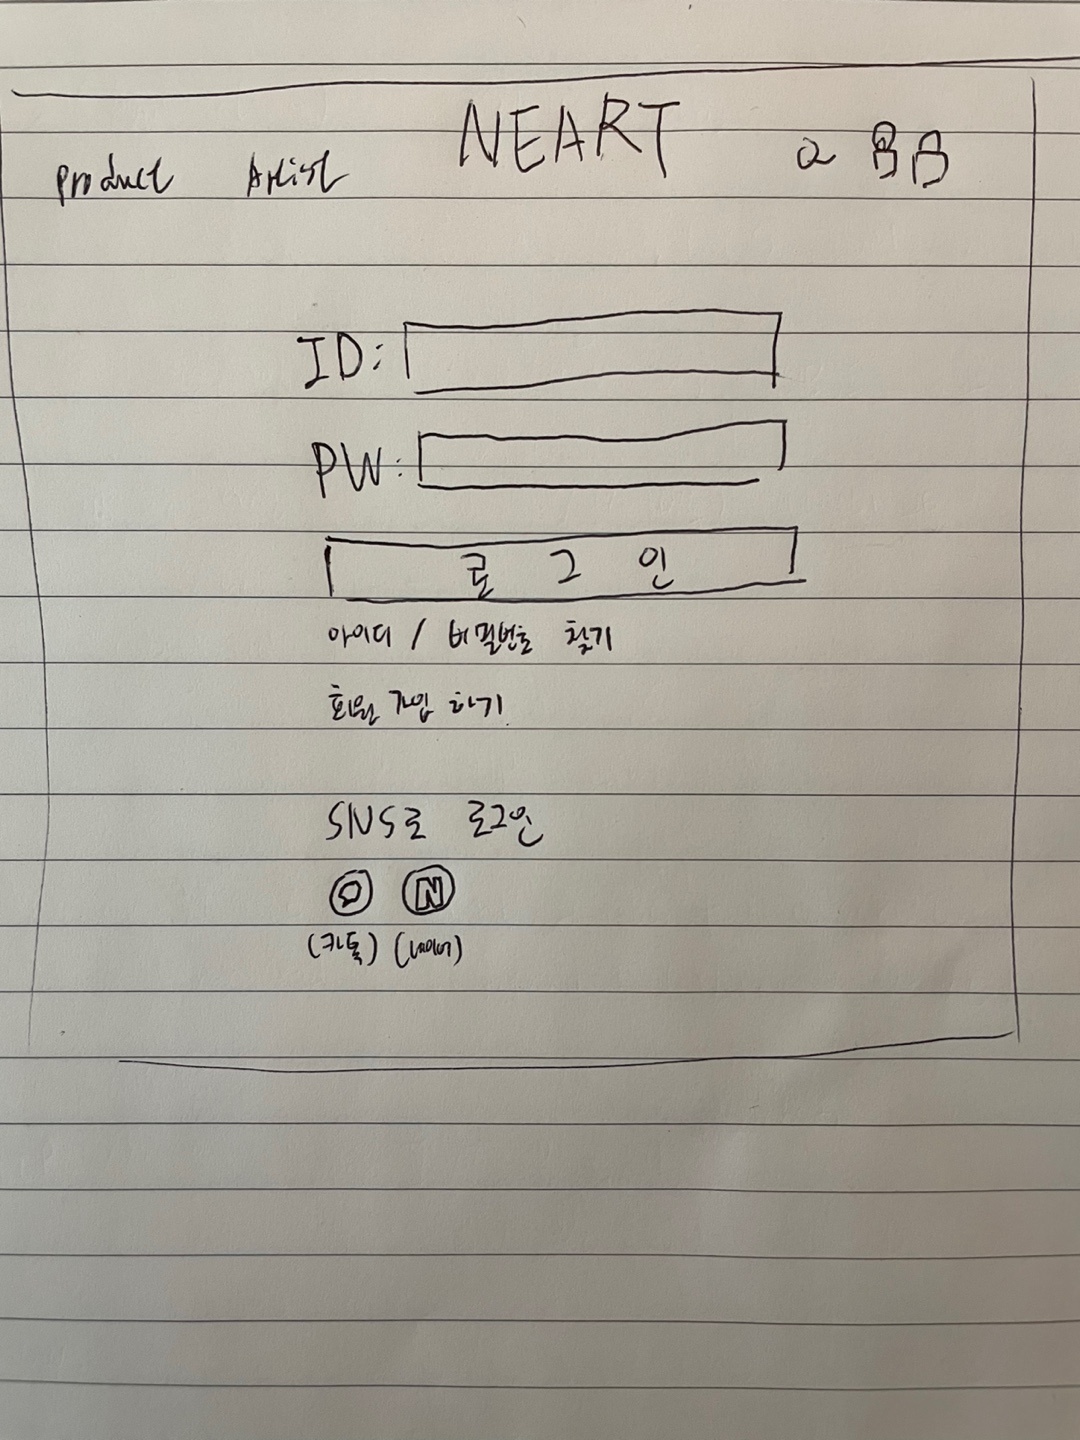 Product Artist NEART
ID:
PW:
로 그 인
아이디 / 비밀번호 찾기
회원 가입 하기
SNS로 로그인
N
(카톡) (네이버)